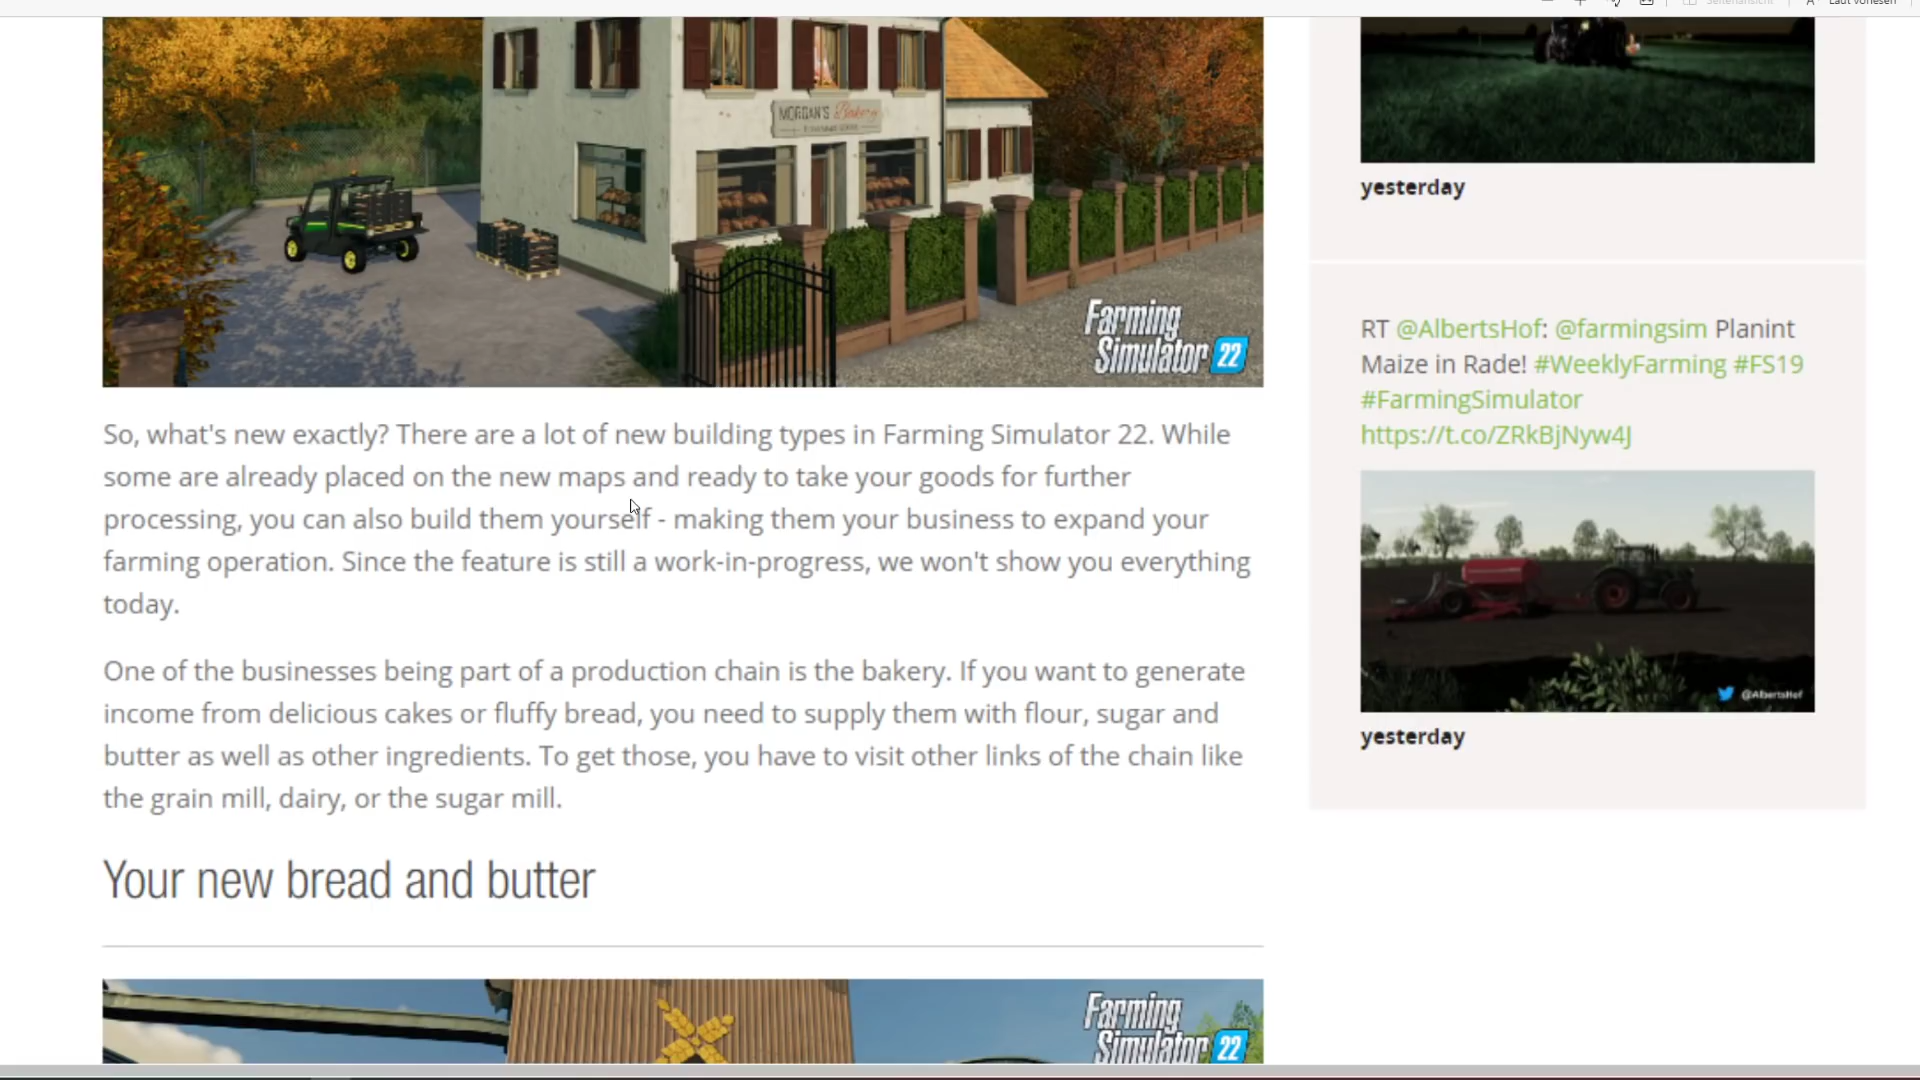 Laut vorlesen
MORGAN'S Bakery
Farming
Simulator 22
So, what's new exactly? There are a lot of new building types in Farming Simulator 22. While
some are already placed on the new maps and ready to take your goods for further
processing, you can also build them yourself - making them your business to expand your
farming operation. Since the feature is still a work-in-progress, we won't show you everything
today.
One of the businesses being part of a production chain is the bakery. If you want to generate
income from delicious cakes or fluffy bread, you need to supply them with flour, sugar and
butter as well as other ingredients. To get those, you have to visit other links of the chain like
the grain mill, dairy, or the sugar mill.
Your new bread and butter
Farming
Simulator 22
yesterday
RT @AlbertsHof: @farmingsim Planint
Maize in Rade! #WeeklyFarming #FS19
#FarmingSimulator
https://t.co/ZRkBjNyw4J
@AlbertsHof
yesterday